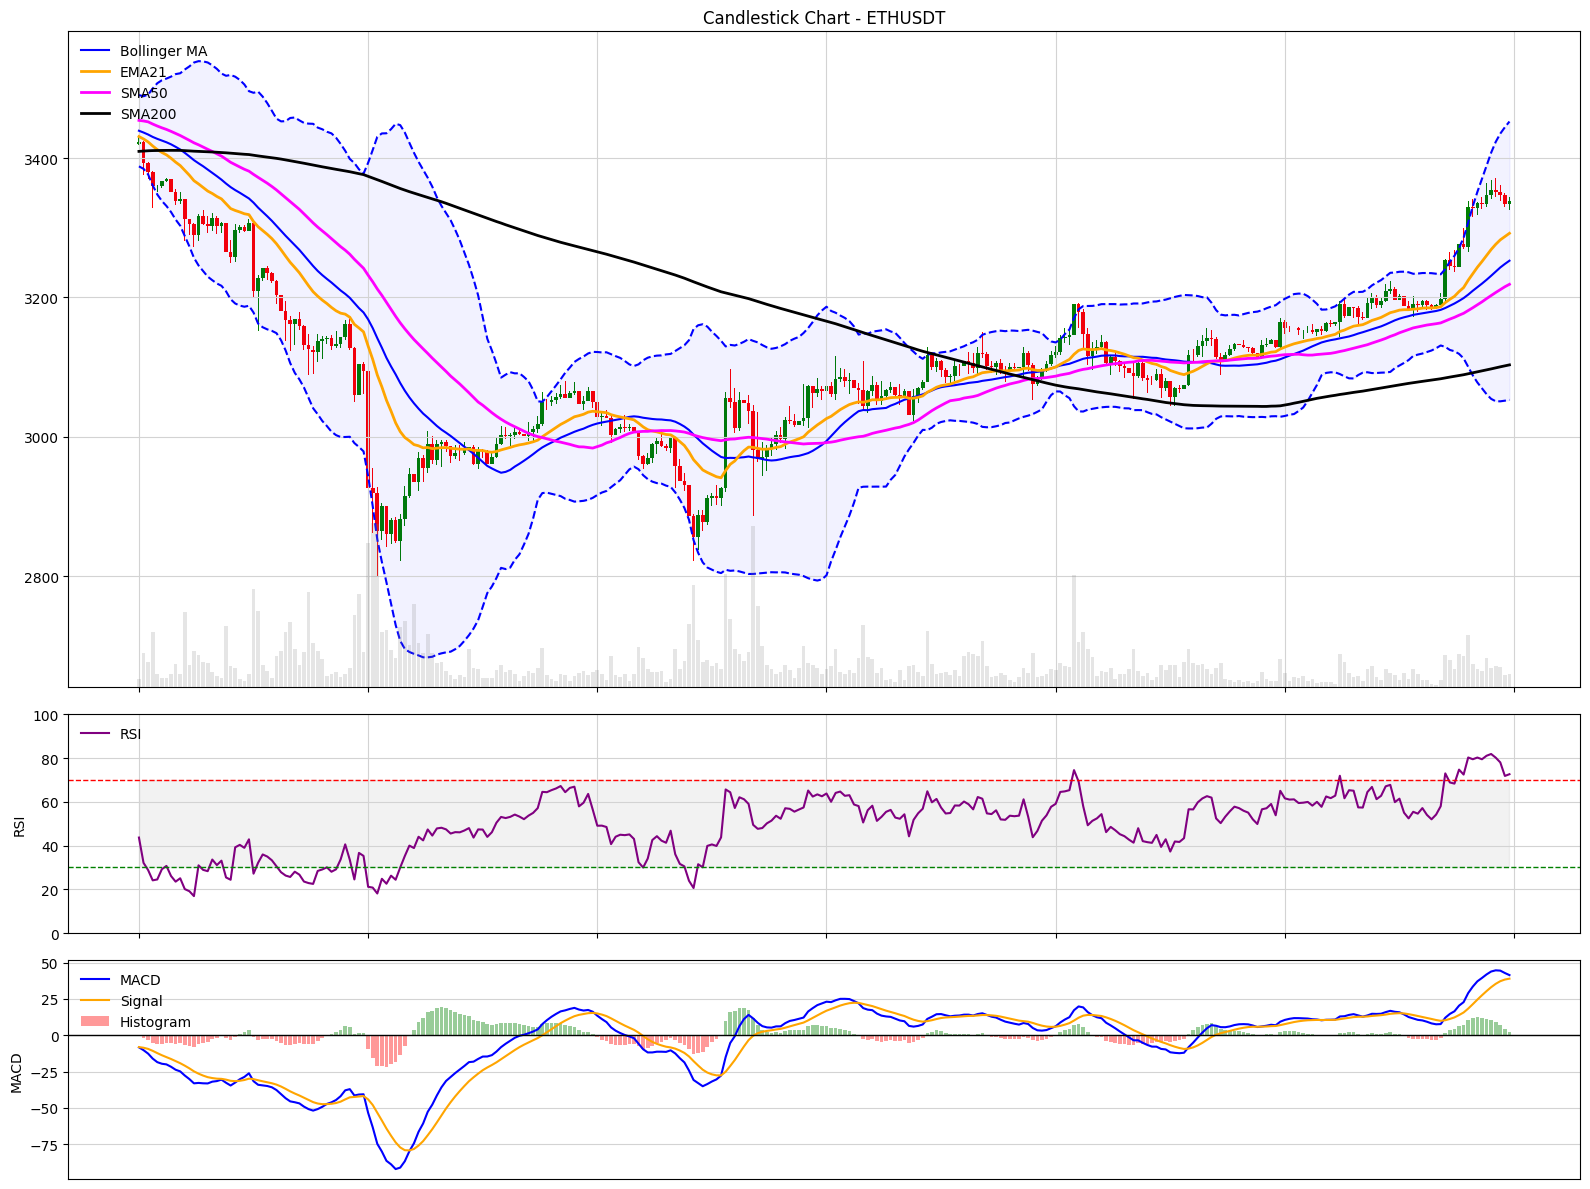 Candlestick Chart - ETHUSDT
Bollinger MA
EMA21
SMA50
SMA200
3400
3200
3000
2800
RSI
100
80
60
40
20
0
RSI
MACD
Signal
Histogram
50
25
0
−25
−50
−75
MACD